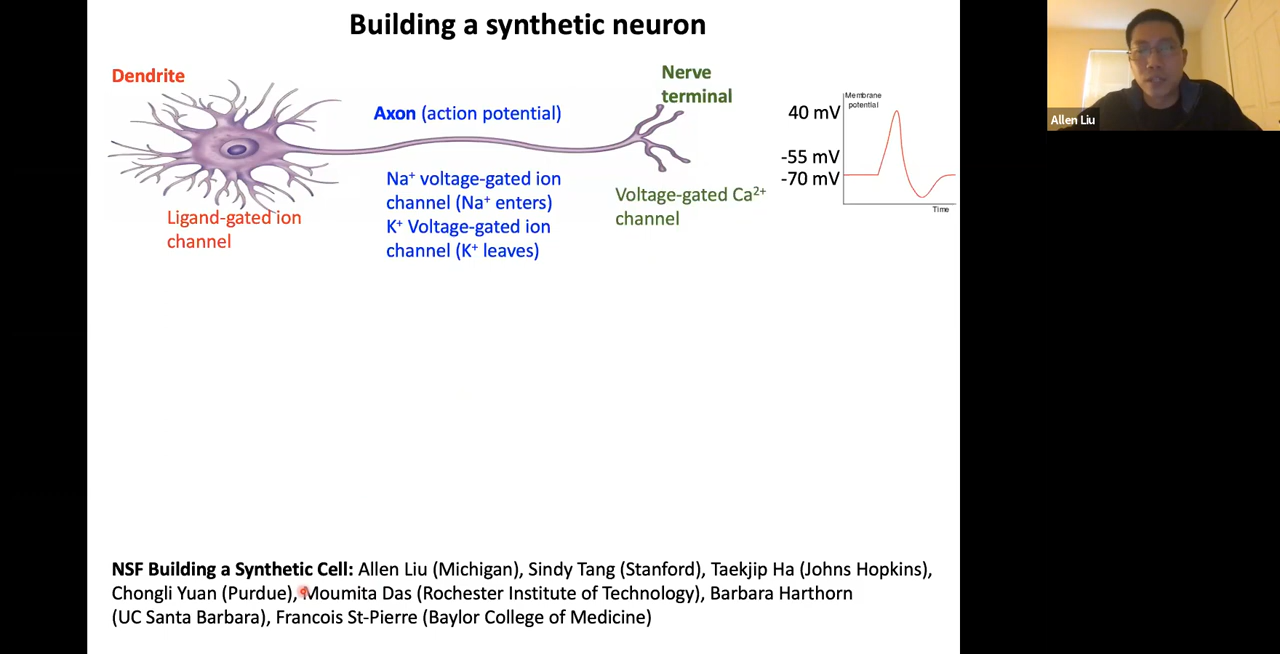 Building a synthetic neuron
Dendrite
Axon (action potential)
Nerve
terminal
Ligand-gated ion
channel
Na⁺ voltage-gated ion
channel (Na⁺ enters)
K⁺ Voltage-gated ion
channel (K⁺ leaves)
Voltage-gated Ca²⁺
channel
Membrane
potential
40 mV
-55 mV
-70 mV
Time
Allen Liu
NSF Building a Synthetic Cell: Allen Liu (Michigan), Sindy Tang (Stanford), Taekjip Ha (Johns Hopkins),
Chongli Yuan (Purdue), Moumita Das (Rochester Institute of Technology), Barbara Harthorn
(UC Santa Barbara), Francois St-Pierre (Baylor College of Medicine)